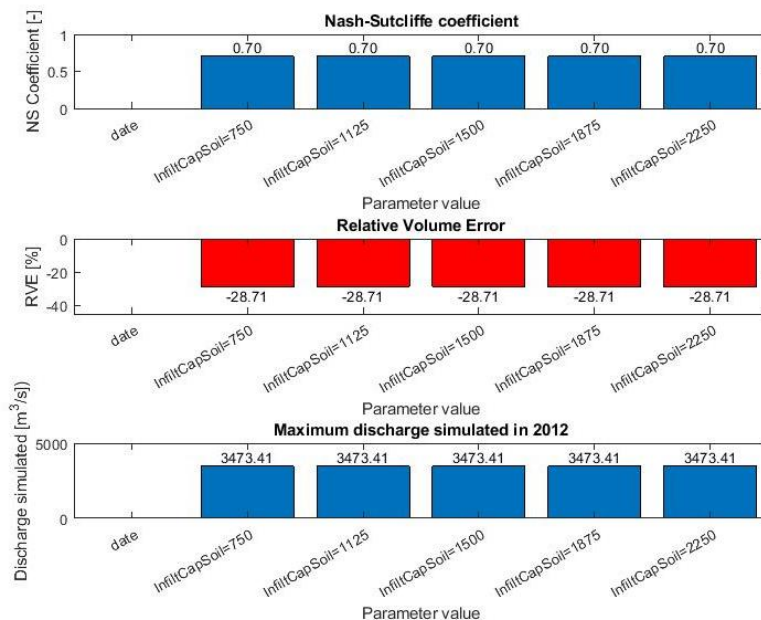 Nash-Sutcliffe coefficient
NS Coefficient [-]
1
0.5
0
0.70 0.70 0.70 0.70 0.70
date InfiltCapSoil=750 InfiltCapSoil=1125 InfiltCapSoil=1500 InfiltCapSoil=1875 InfiltCapSoil=2250
Parameter value
Relative Volume Error
RVE [%]
0
-20
-40
-28.71 -28.71 -28.71 -28.71 -28.71
date InfiltCapSoil=750 InfiltCapSoil=1125 InfiltCapSoil=1500 InfiltCapSoil=1875 InfiltCapSoil=2250
Parameter value
Maximum discharge simulated in 2012
Discharge simulated [m³/s])
5000
0
3473.41 3473.41 3473.41 3473.41 3473.41
date InfiltCapSoil=750 InfiltCapSoil=1125 InfiltCapSoil=1500 InfiltCapSoil=1875 InfiltCapSoil=2250
Parameter value